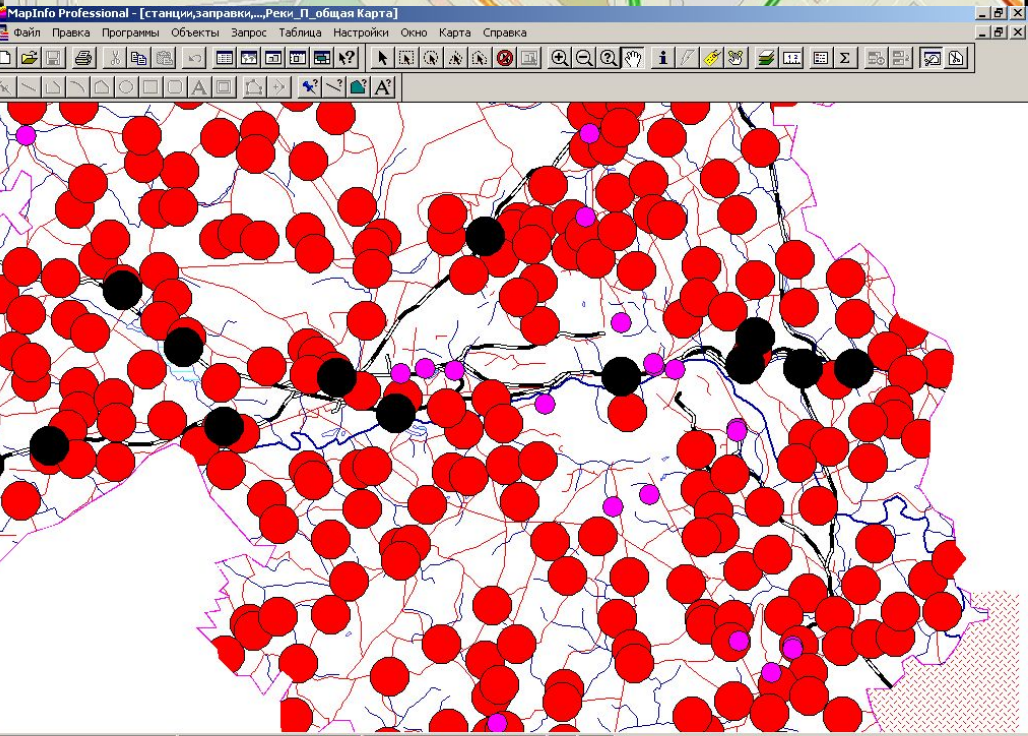 MapInfo Professional - [станции,заправки,...,Реки_П_общая Карта]
Файл Правка Программы Объекты Запрос Таблица Настройки Окно Карта Справка